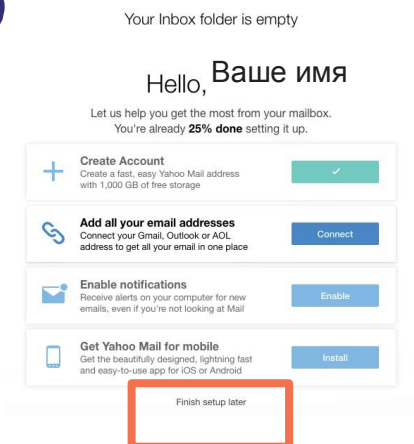 Your Inbox folder is empty
Hello, Ваше имя
Let us help you get the most from your mailbox.
You're already 25% done setting it up.
Create Account
Create a fast, easy Yahoo Mail address
with 1,000 GB of free storage
Add all your email addresses
Connect your Gmail, Outlook or AOL
address to get all your email in one place
Connect
Enable notifications
Receive alerts on your computer for new
emails, even if you're not looking at Mail
Enable
Get Yahoo Mail for mobile
Get the beautifully designed, lightning fast
and easy-to-use app for iOS or Android
Install
Finish setup later